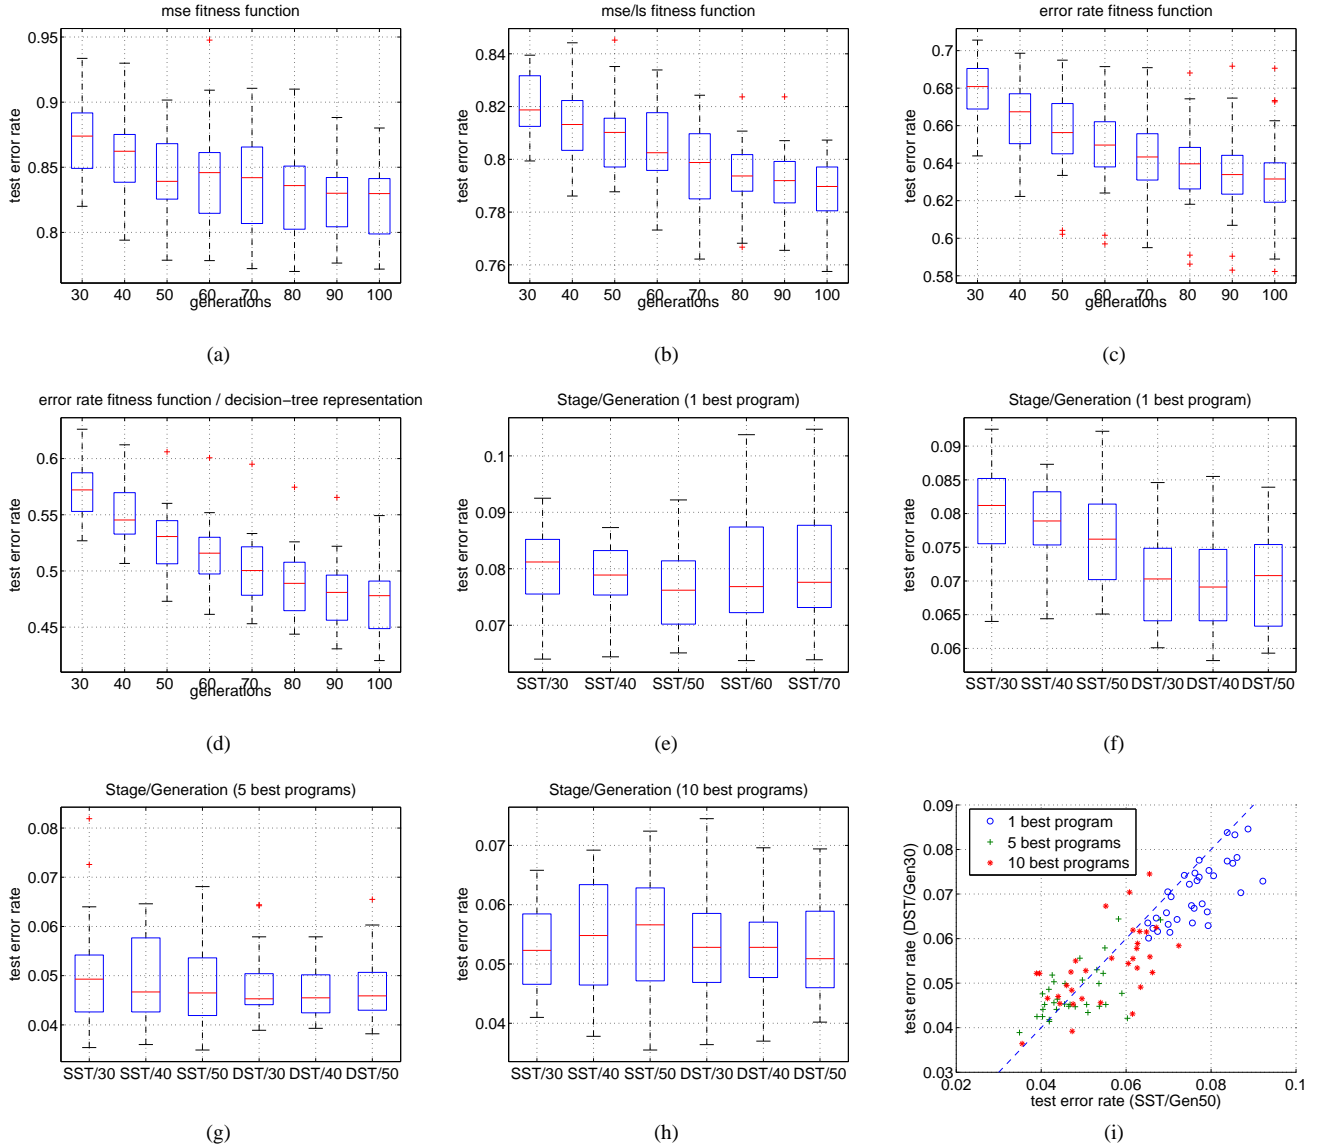 mse fitness function
0.95
0.9
0.85
0.8
test error rate
30 40 50 60 70 80 90 100
generations
(a)
mse/ls fitness function
0.84
0.82
0.8
0.78
0.76
test error rate
30 40 50 60 70 80 90 100
generations
(b)
error rate fitness function
0.7
0.68
0.66
0.64
0.62
0.6
0.58
test error rate
30 40 50 60 70 80 90 100
generations
(c)
error rate fitness function / decision−tree representation
0.6
0.55
0.5
0.45
test error rate
30 40 50 60 70 80 90 100
generations
(d)
Stage/Generation (1 best program)
0.1
0.09
0.08
0.07
test error rate
SST/30 SST/40 SST/50 SST/60 SST/70
(e)
Stage/Generation (1 best program)
0.09
0.085
0.08
0.075
0.07
0.065
0.06
test error rate
SST/30 SST/40 SST/50 DST/30 DST/40 DST/50
(f)
Stage/Generation (5 best programs)
0.08
0.07
0.06
0.05
0.04
test error rate
SST/30 SST/40 SST/50 DST/30 DST/40 DST/50
(g)
Stage/Generation (10 best programs)
0.07
0.06
0.05
0.04
test error rate
SST/30 SST/40 SST/50 DST/30 DST/40 DST/50
(h)
0.09
0.08
0.07
0.06
0.05
0.04
0.03
test error rate (DST/Gen30)
1 best program
5 best programs
10 best programs
0.02 0.04 0.06 0.08 0.1
test error rate (SST/Gen50)
(i)